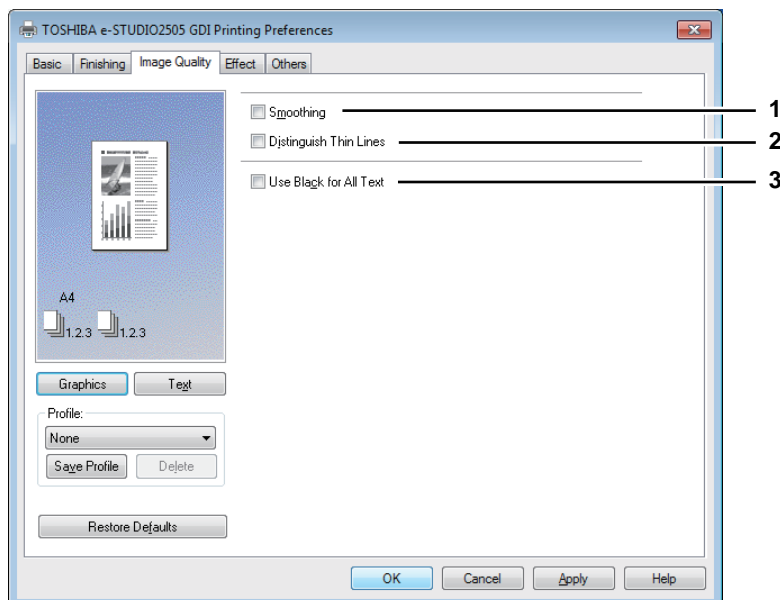 TOSHIBA e-STUDIO2505 GDI Printing Preferences
Basic Finishing Image Quality Effect Others
Smoothing 1
Distinguish Thin Lines 2
Use Black for All Text 3
A4
1.2.3 1.2.3
Graphics Text
Profile:
None
Save Profile Delete
Restore Defaults
OK Cancel Apply Help